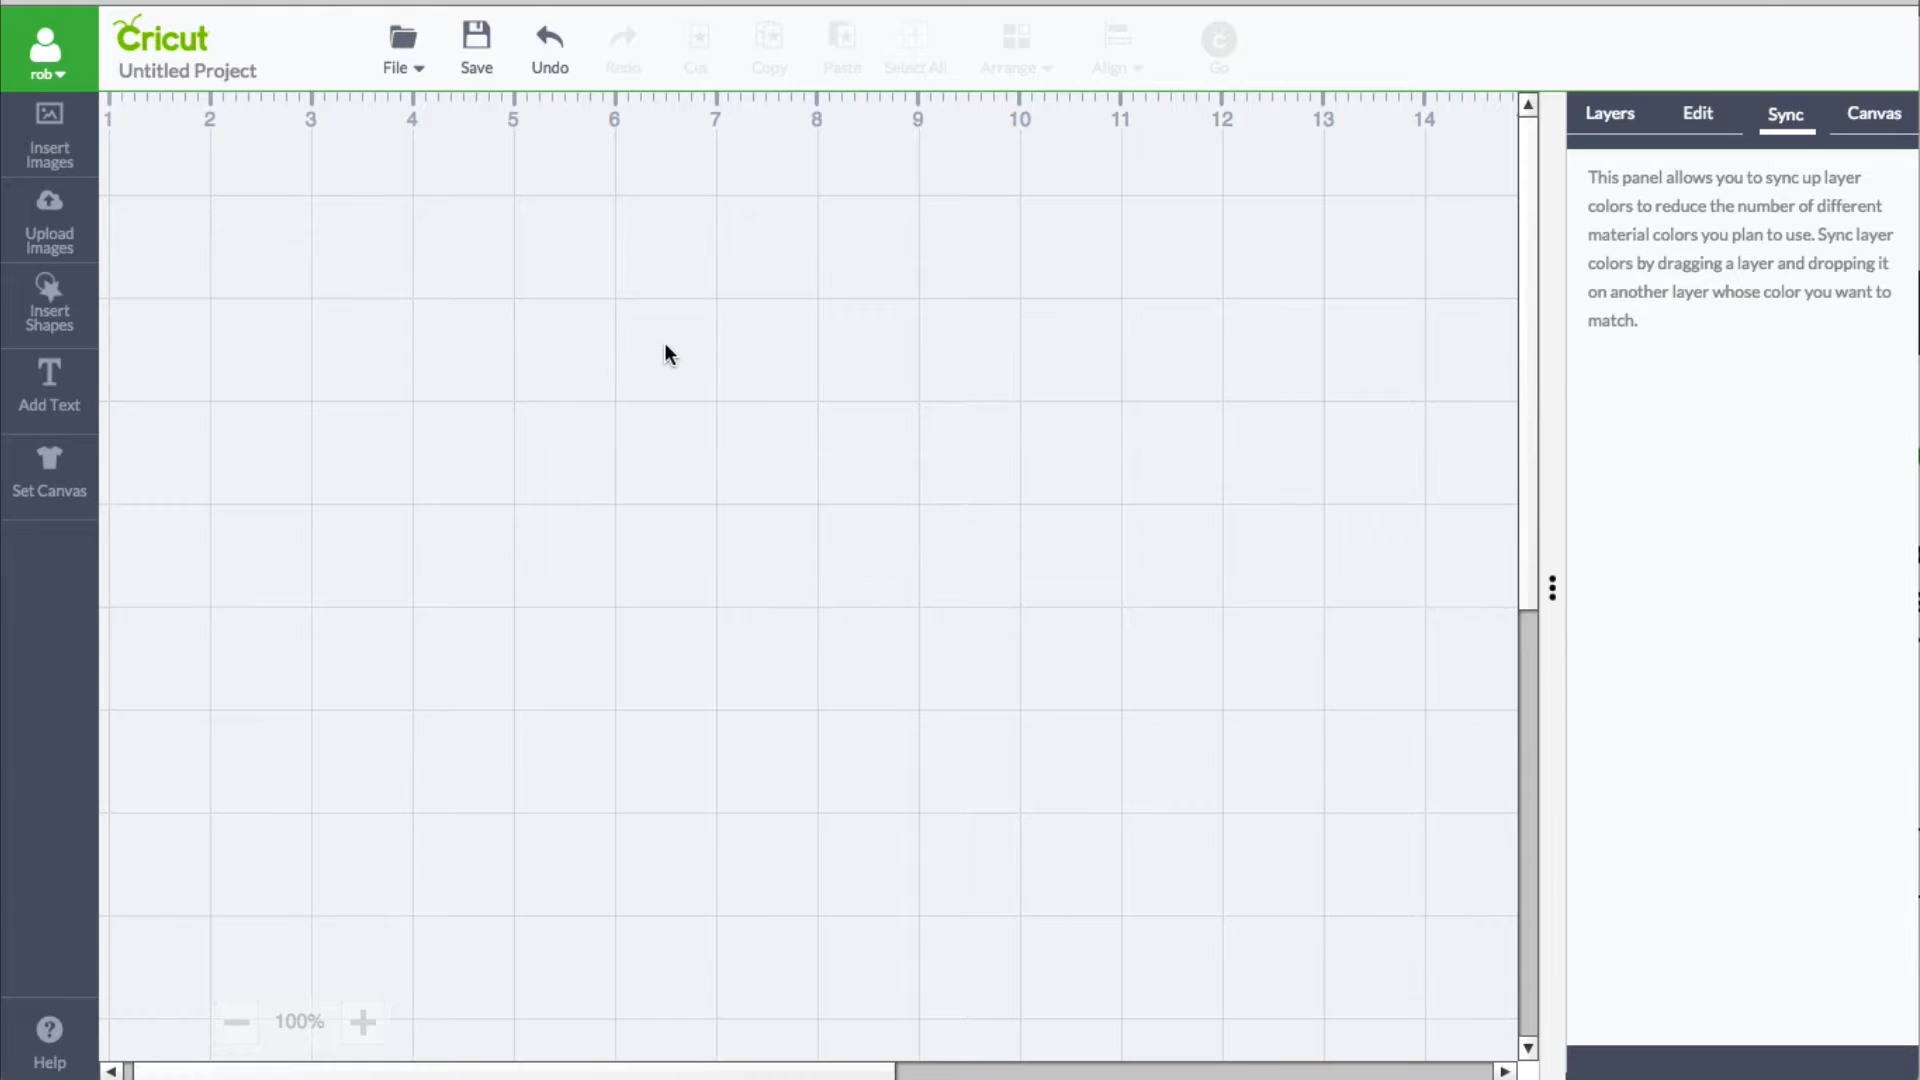 rob
Cricut
Untitled Project
File
Save
Undo
Redo
Cut
Copy
Paste
Select All
Arrange
Align
Go
1 2 3 4 5 6 7 8 9 10 11 12 13 14
Insert
Images
Upload
Images
Insert
Shapes
Add Text
Set Canvas
Help
100%
Layers
Edit
Sync
Canvas
This panel allows you to sync up layer
colors to reduce the number of different
material colors you plan to use. Sync layer
colors by dragging a layer and dropping it
on another layer whose color you want to
match.